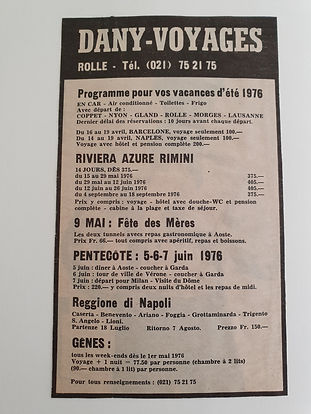 DANY-VOYAGES
ROLLE - Tél. (021) 75 21 75
Programme pour vos vacances d'été 1976
EN CAR - Air conditionné - Toilettes - Frigo
Avec départ de :
COPPET - NYON - GLAND - ROLLE - MORGES - LAUSANNE
Dernier délai des réservations : 10 jours avant chaque départ.
Du 16 au 19 avril, BARCELONE, voyage seulement 100.—
Du 14 au 19 avril, NAPLES, voyage seulement 100.—
Voyage avec hôtel et pension complète 200.—
RIVIERA AZURE RIMINI
14 JOURS, DÈS 375.—
du 15 au 29 mai 1976 375.—
du 29 mai au 12 juin 1976 405.—
du 12 juin au 26 juin 1976 405.—
du 4 septembre au 18 septembre 1976 375.—
Prix y compris : voyage - hôtel avec douche-WC et pension
complète - cabine à la plage et taxe de séjour.
9 MAI : Fête des Mères
Les deux tunnels avec repas gastronomique à Aoste.
Prix Fr. 66.— tout compris avec apéritif, repas et boissons.
PENTECÔTE : 5-6-7 juin 1976
5 juin : dîner à Aoste - coucher à Garda
6 juin : tour de ville de Vérone - coucher à Garda
7 juin : départ pour Milan - Visite du Dôme
Prix : 220.— y compris deux nuits d'hôtel et les repas de midi.
Reggione di Napoli
Caserta - Benevento - Ariano - Foggia - Grottaminarda - Trigento
S. Angelo - Lioni.
Partenze 18 Luglio Ritorno 7 Agosto. Prezzo Fr. 150.—
GÊNES :
tous les week-ends dès le 1er mai 1976
Voyage + 1 nuit = 77.50 par personne (chambre à 2 lits)
(90.— chambre à 1 lit) par personne.
Pour tous renseignements : (021) 75 21 75